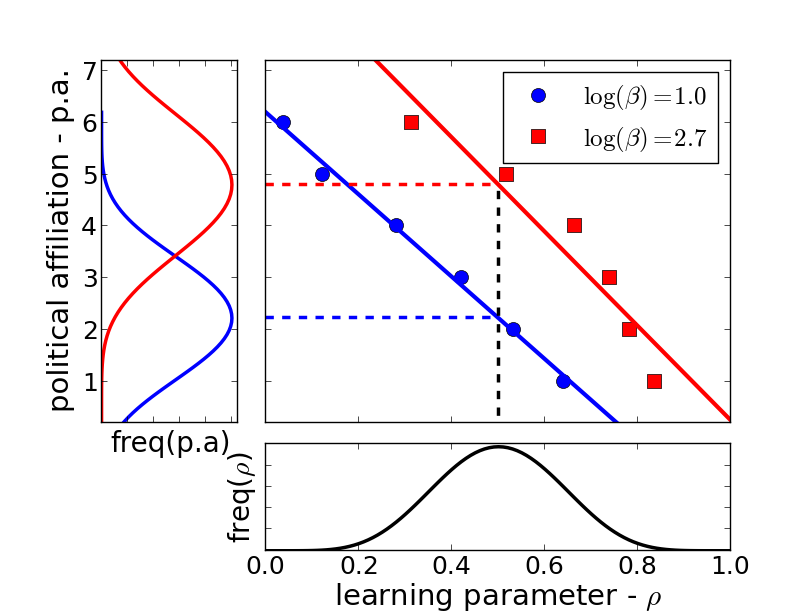 political affiliation - p.a.
7
6
5
4
3
2
1
freq(p.a)
log(β) = 1.0
log(β) = 2.7
freq(ρ)
0.0 0.2 0.4 0.6 0.8 1.0
learning parameter - ρ